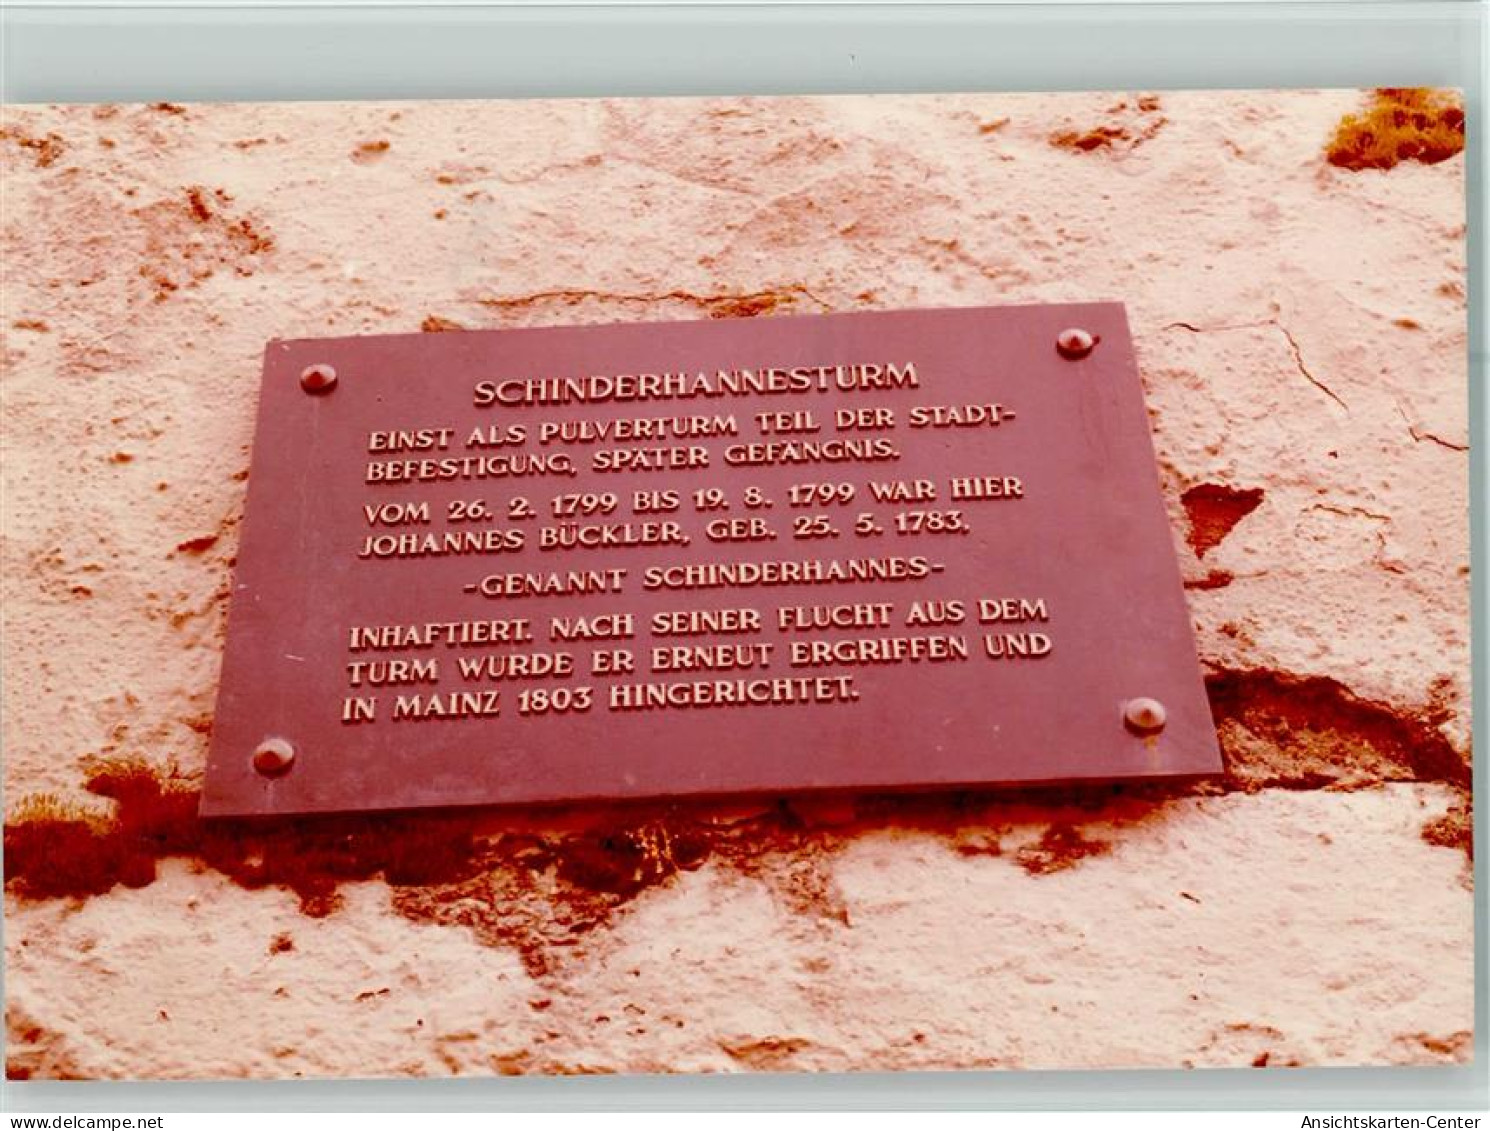 SCHINDERHANNESTURM
EINST ALS PULVERTURM TEIL DER STADT-
BEFESTIGUNG, SPÄTER GEFÄNGNIS.
VOM 26. 2. 1799 BIS 19. 8. 1799 WAR HIER
JOHANNES BÜCKLER, GEB. 25. 5. 1783,
-GENANNT SCHINDERHANNES-
INHAFTIERT. NACH SEINER FLUCHT AUS DEM
TURM WURDE ER ERNEUT ERGRIFFEN UND
IN MAINZ 1803 HINGERICHTET.
www.delcampe.net
Ansichtskarten-Center